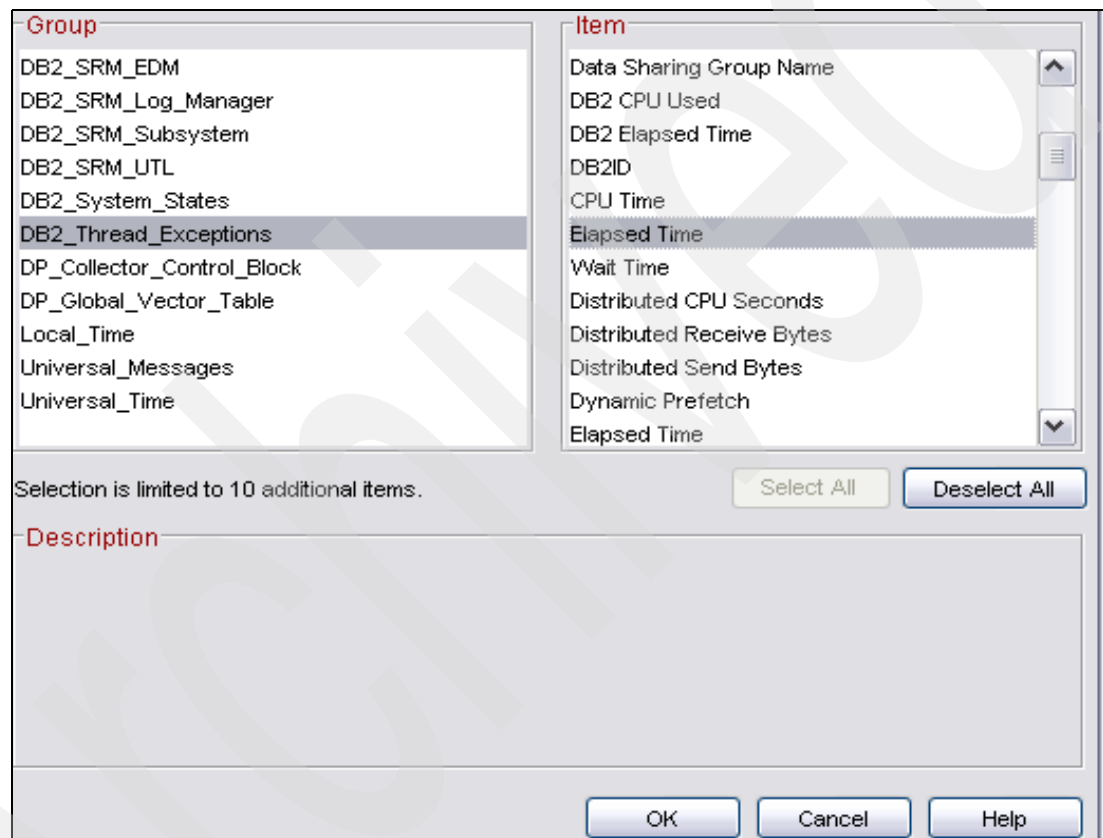 Group
DB2_SRM_EDM
DB2_SRM_Log_Manager
DB2_SRM_Subsystem
DB2_SRM_UTL
DB2_System_States
DB2_Thread_Exceptions
DP_Collector_Control_Block
DP_Global_Vector_Table
Local_Time
Universal_Messages
Universal_Time
Item
Data Sharing Group Name
DB2 CPU Used
DB2 Elapsed Time
DB2ID
CPU Time
Elapsed Time
Wait Time
Distributed CPU Seconds
Distributed Receive Bytes
Distributed Send Bytes
Dynamic Prefetch
Elapsed Time
Selection is limited to 10 additional items.
Select All
Deselect All
Description
OK
Cancel
Help